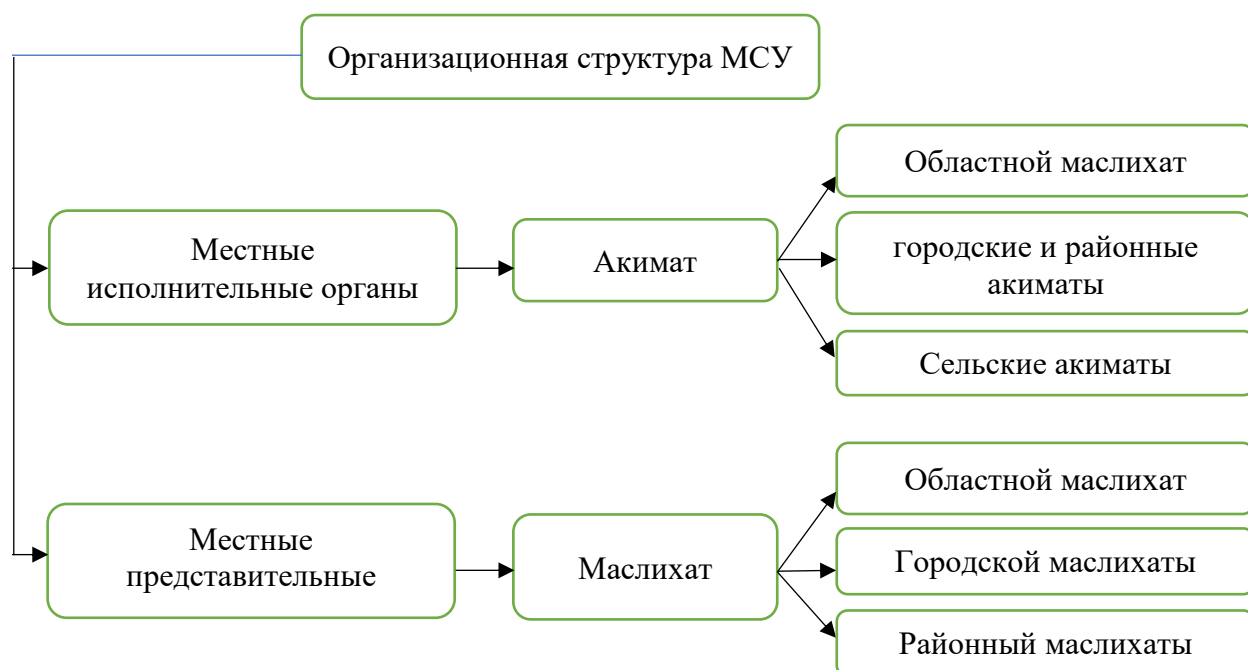 Организационная структура МСУ
Местные
исполнительные органы
Акимат
Областной маслихат
городские и районные
акиматы
Сельские акиматы
Местные
представительные
Маслихат
Областной маслихат
Городской маслихаты
Районный маслихаты